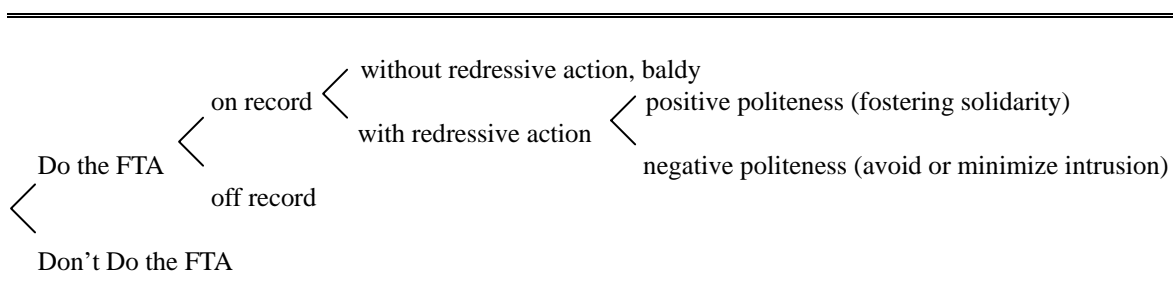 without redressive action, baldy
on record
positive politeness (fostering solidarity)
with redressive action
Do the FTA
negative politeness (avoid or minimize intrusion)
off record
Don't Do the FTA